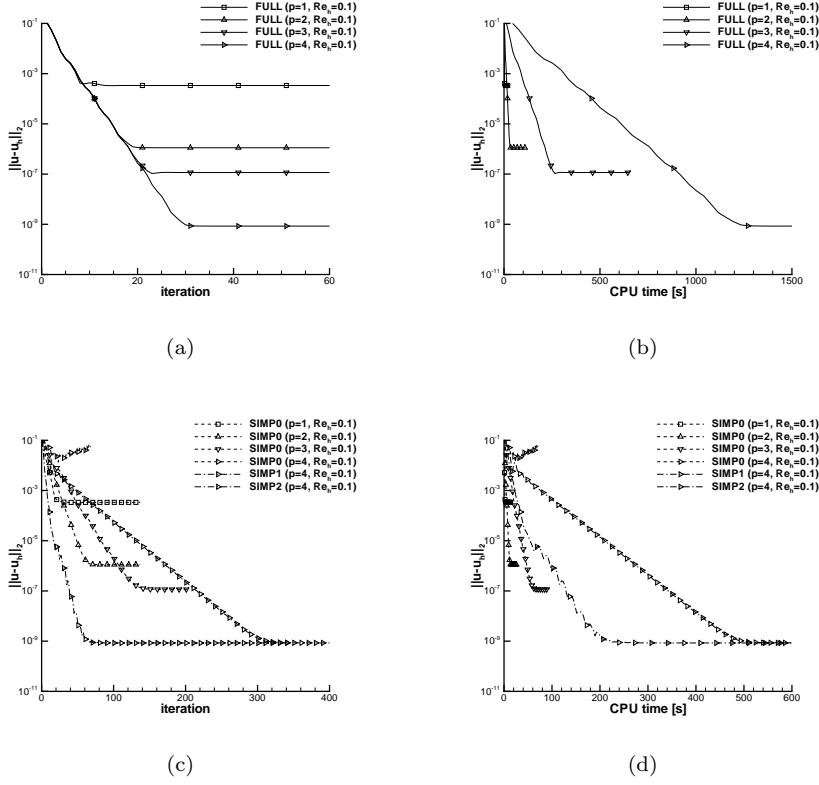 FULL (p=1, Re_h=0.1)
FULL (p=2, Re_h=0.1)
FULL (p=3, Re_h=0.1)
FULL (p=4, Re_h=0.1)
10^-1
10^-3
10^-5
10^-7
10^-9
10^-11
||u-u_h||_2
0 20 40 60
iteration
(a)
FULL (p=1, Re_h=0.1)
FULL (p=2, Re_h=0.1)
FULL (p=3, Re_h=0.1)
FULL (p=4, Re_h=0.1)
10^-1
10^-3
10^-5
10^-7
10^-9
10^-11
||u-u_h||_2
0 500 1000 1500
CPU time [s]
(b)
SIMP0 (p=1, Re_h=0.1)
SIMP0 (p=2, Re_h=0.1)
SIMP0 (p=3, Re_h=0.1)
SIMP0 (p=4, Re_h=0.1)
SIMP1 (p=4, Re_h=0.1)
SIMP2 (p=4, Re_h=0.1)
10^-1
10^-3
10^-5
10^-7
10^-9
10^-11
||u-u_h||_2
0 100 200 300 400
iteration
(c)
SIMP0 (p=1, Re_h=0.1)
SIMP0 (p=2, Re_h=0.1)
SIMP0 (p=3, Re_h=0.1)
SIMP0 (p=4, Re_h=0.1)
SIMP1 (p=4, Re_h=0.1)
SIMP2 (p=4, Re_h=0.1)
10^-1
10^-3
10^-5
10^-7
10^-9
10^-11
||u-u_h||_2
0 100 200 300 400 500 600
CPU time [s]
(d)